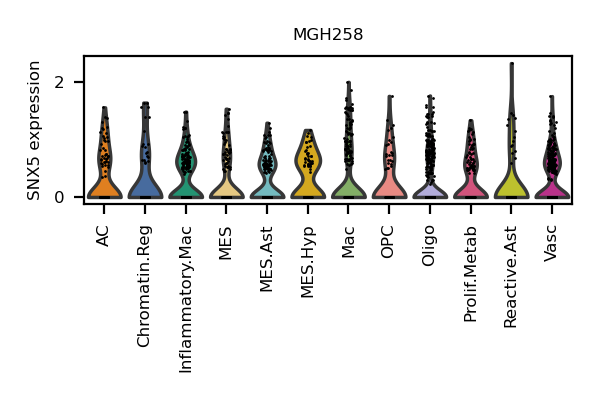 MGH258
SNX5 expression
2
0
AC
Chromatin.Reg
Inflammatory.Mac
MES
MES.Ast
MES.Hyp
Mac
OPC
Oligo
Prolif.Metab
Reactive.Ast
Vasc